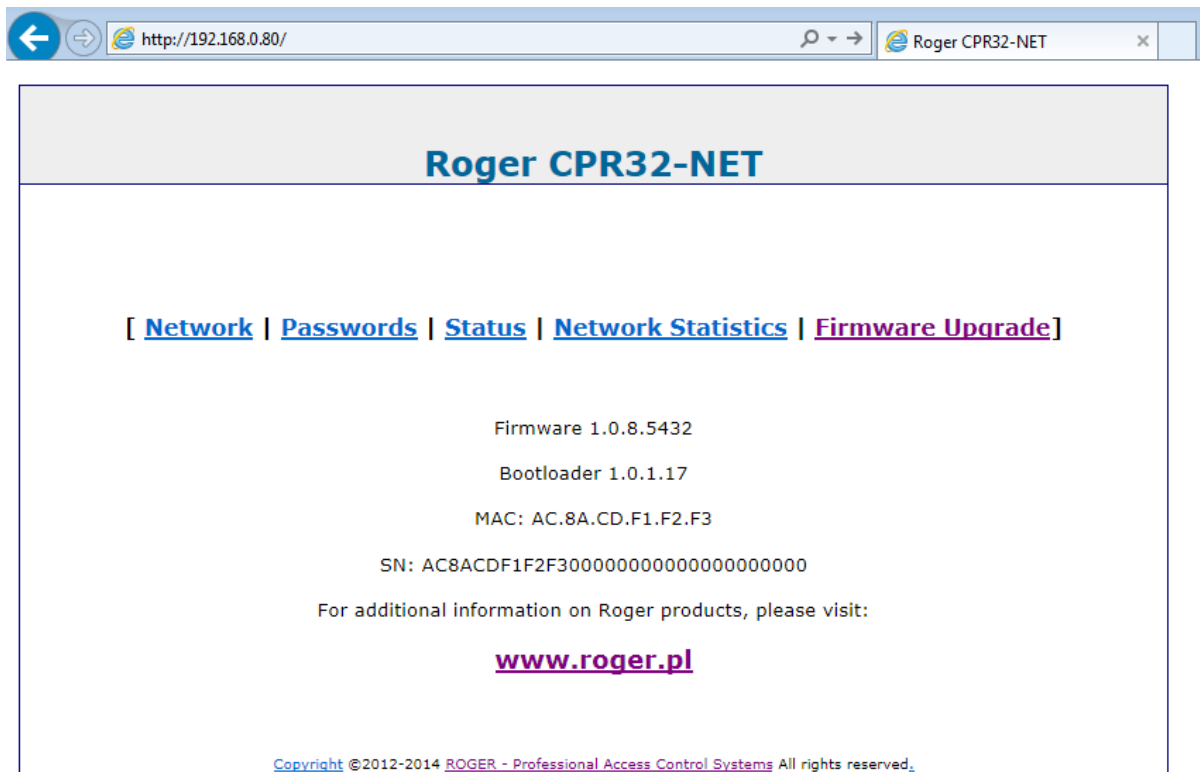 http://192.168.0.80/
Roger CPR32-NET
Roger CPR32-NET
[ Network | Passwords | Status | Network Statistics | Firmware Upgrade]
Firmware 1.0.8.5432
Bootloader 1.0.1.17
MAC: AC.8A.CD.F1.F2.F3
SN: AC8ACDF1F2F300000000000000000000
For additional information on Roger products, please visit:
www.roger.pl
Copyright ©2012-2014 ROGER - Professional Access Control Systems All rights reserved.